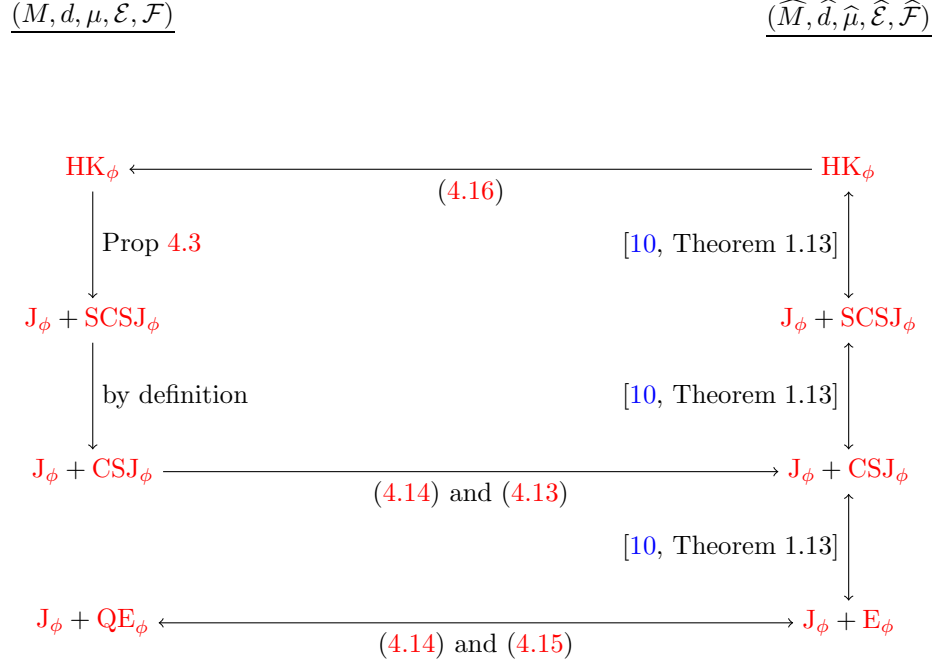 (M, d, μ, ℰ, ℱ) (M̂, d̂, μ̂, ℰ̂, ℱ̂)
HK_ϕ HK_ϕ
(4.16)
Prop 4.3 [10, Theorem 1.13]
J_ϕ + SCSJ_ϕ J_ϕ + SCSJ_ϕ
by definition [10, Theorem 1.13]
J_ϕ + CSJ_ϕ J_ϕ + CSJ_ϕ
(4.14) and (4.13)
[10, Theorem 1.13]
J_ϕ + QE_ϕ J_ϕ + E_ϕ
(4.14) and (4.15)